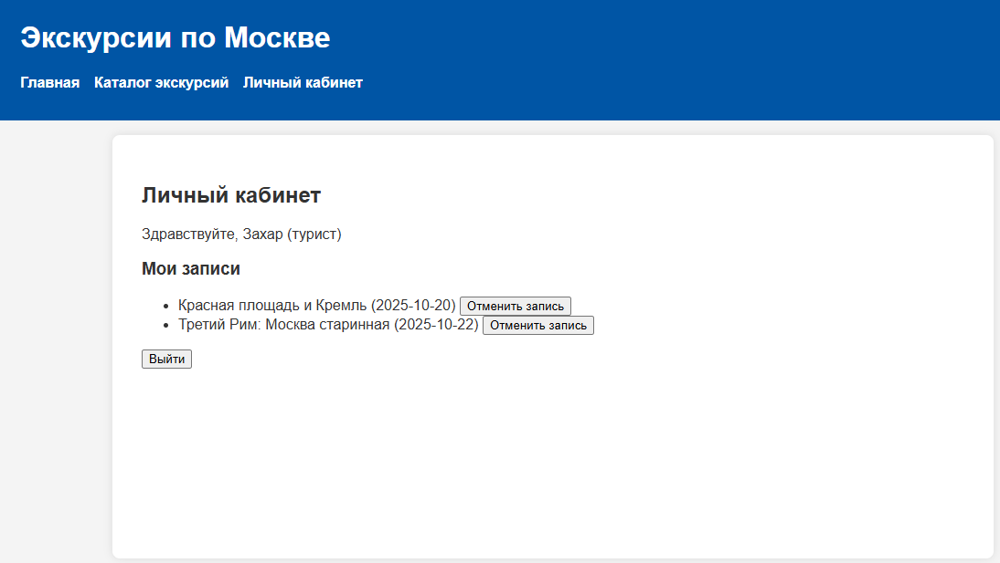 Экскурсии по Москве
Главная Каталог экскурсий Личный кабинет
Личный кабинет
Здравствуйте, Захар (турист)
Мои записи
Красная площадь и Кремль (2025-10-20) Отменить запись
Третий Рим: Москва старинная (2025-10-22) Отменить запись
Выйти